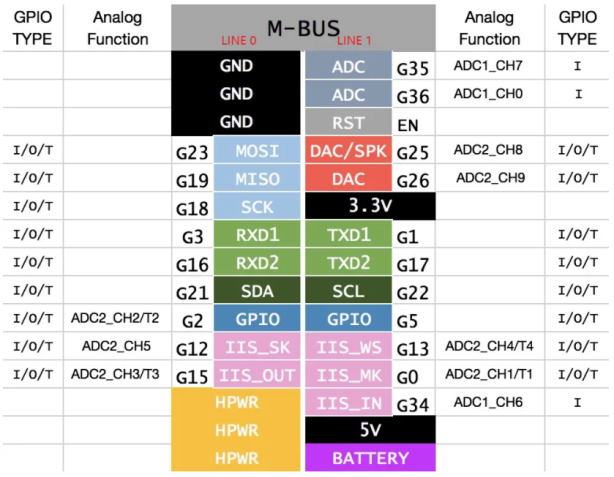 GPIO TYPE Analog Function M-BUS Analog Function GPIO TYPE
LINE 0 LINE 1
GND ADC G35 ADC1_CH7 I
GND ADC G36 ADC1_CH0 I
GND RST EN
I/O/T G23 MOSI DAC/SPK G25 ADC2_CH8 I/O/T
I/O/T G19 MISO DAC G26 ADC2_CH9 I/O/T
I/O/T G18 SCK 3.3V
I/O/T G3 RXD1 TXD1 G1 I/O/T
I/O/T G16 RXD2 TXD2 G17 I/O/T
I/O/T G21 SDA SCL G22 I/O/T
I/O/T ADC2_CH2/T2 G2 GPIO GPIO G5 I/O/T
I/O/T ADC2_CH5 G12 IIS_SK IIS_WS G13 ADC2_CH4/T4 I/O/T
I/O/T ADC2_CH3/T3 G15 IIS_OUT IIS_MK G0 ADC2_CH1/T1 I/O/T
HPWR IIS_IN G34 ADC1_CH6 I
HPWR 5V
HPWR BATTERY